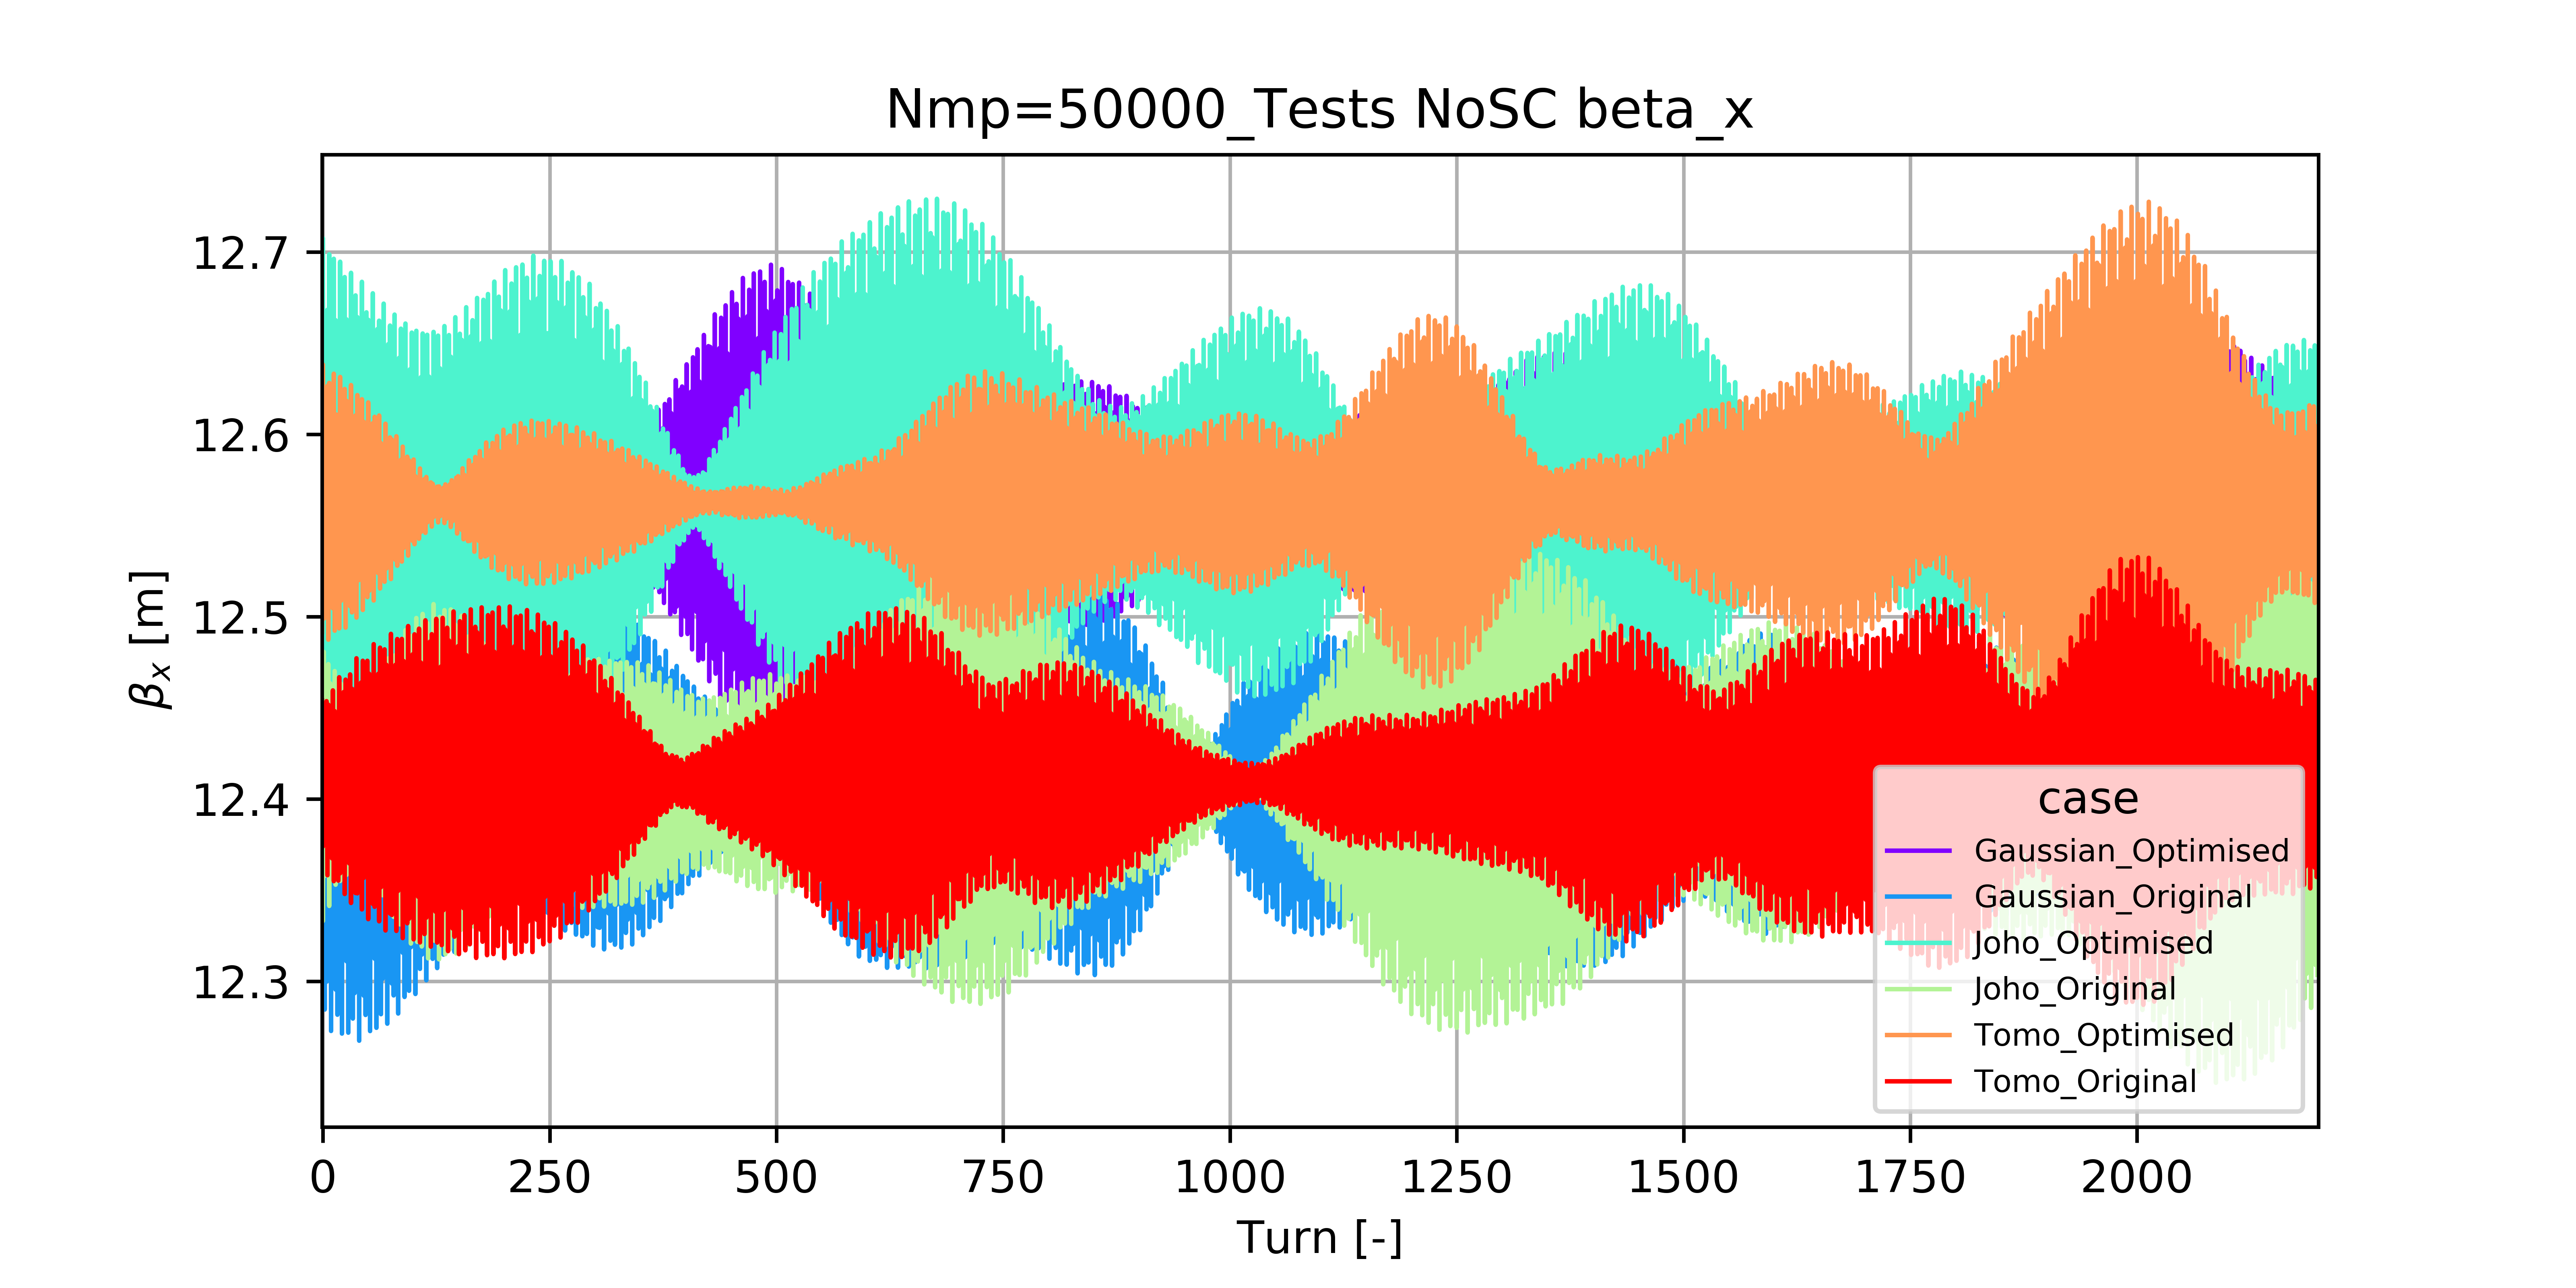 Nmp=50000_Tests NoSC beta_x
12.7
12.6
12.5
12.4
12.3
βx [m]
0 250 500 750 1000 1250 1500 1750 2000
Turn [-]
case
Gaussian_Optimised
Gaussian_Original
Joho_Optimised
Joho_Original
Tomo_Optimised
Tomo_Original